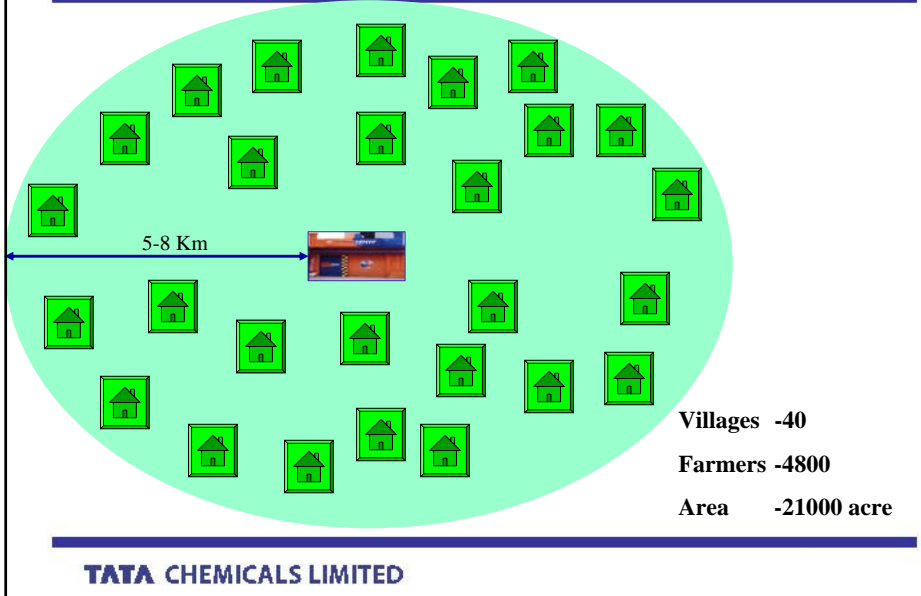 5-8 Km
Villages -40
Farmers -4800
Area -21000 acre
TATA CHEMICALS LIMITED